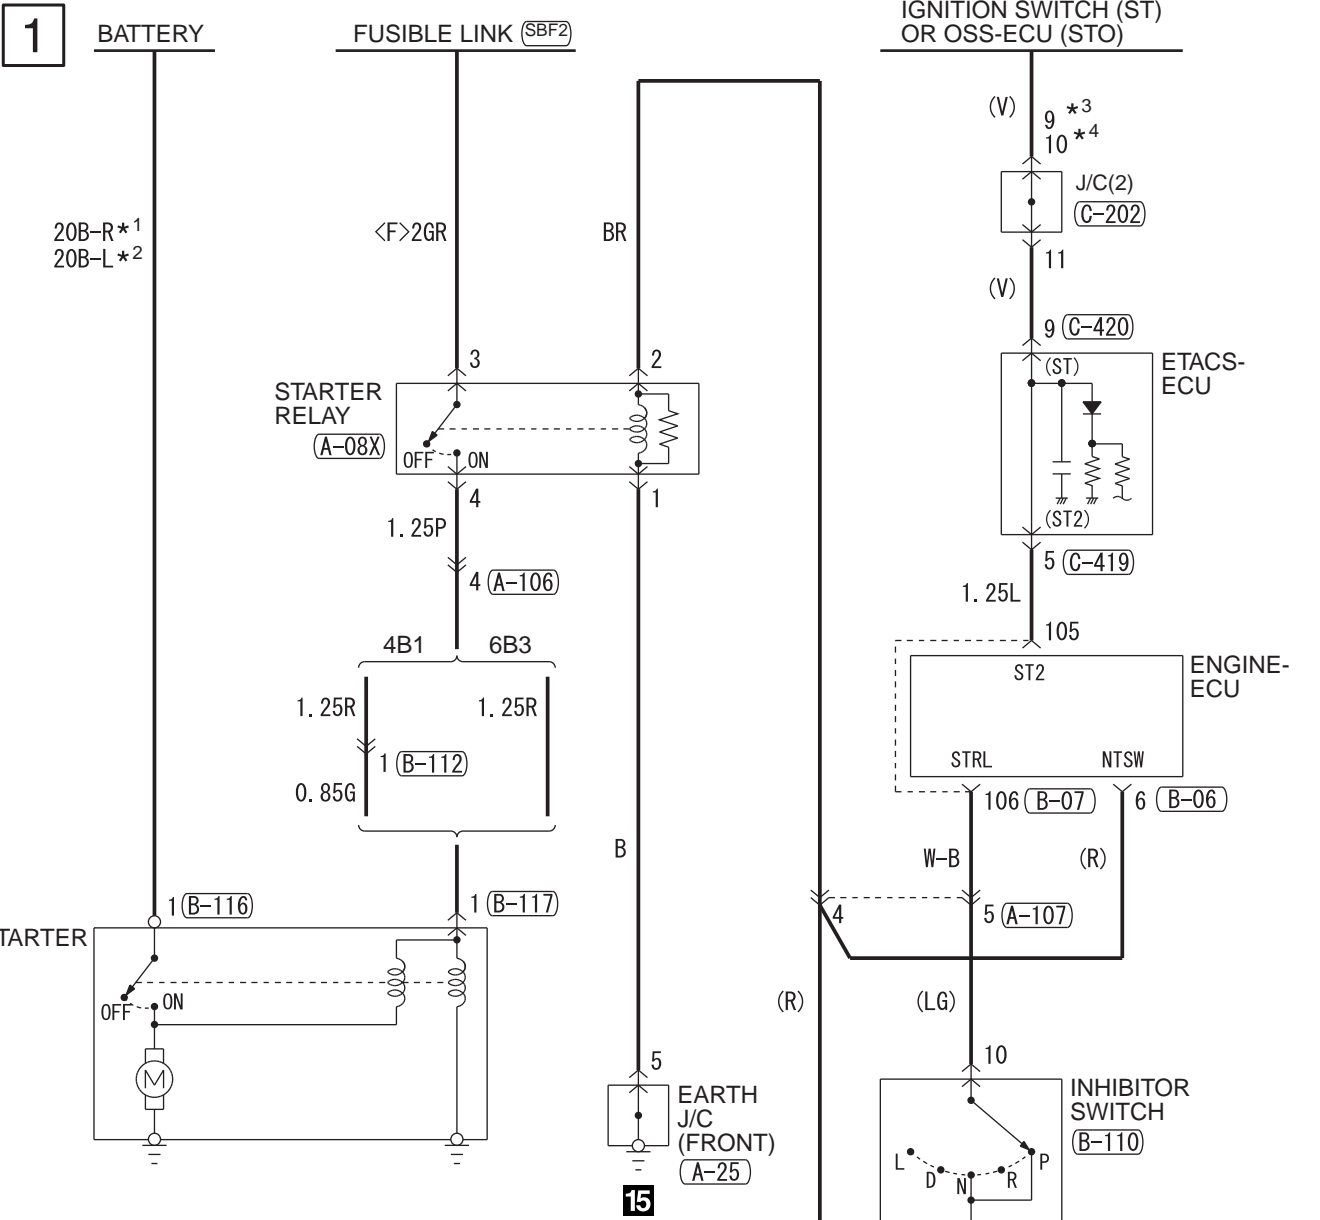 1
BATTERY
FUSIBLE LINK SBF2
IGNITION SWITCH (ST)
OR OSS-ECU (STO)
(V)
9 *3
10 *4
J/C(2)
C-202
20B-R*1
20B-L*2
<F>2GR
BR
11
(V)
9 C-420
3
2
(ST)
ETACS-
ECU
STARTER
RELAY
A-08X
OFF
ON
4
1
(ST2)
1.25P
5 C-419
4 A-106
1.25L
105
4B1
6B3
ST2
ENGINE-
ECU
1.25R
1.25R
1 B-112
STRL
NTSW
0.85G
106 B-07
6 B-06
B
W-B
(R)
1 B-116
1 B-117
4
5 A-107
TARTER
OFF
ON
(R)
(LG)
M
5
10
EARTH
J/C
(FRONT)
A-25
INHIBITOR
SWITCH
B-110
L
D
N
R
P
15